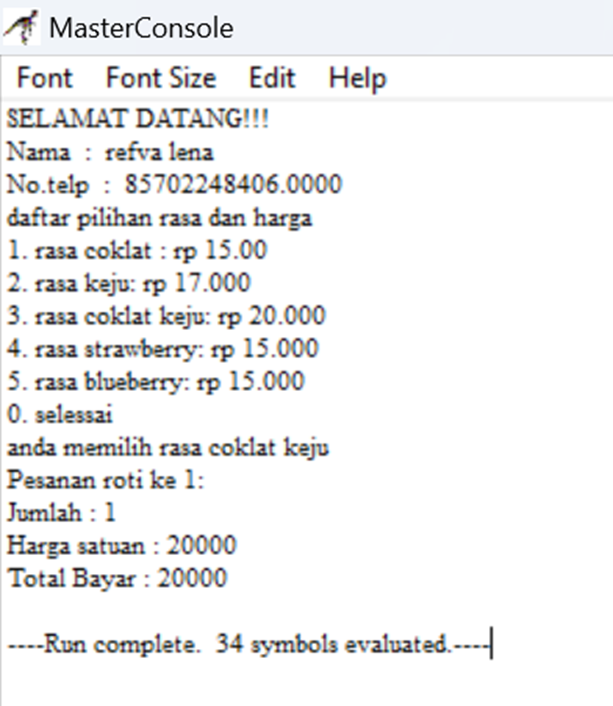 MasterConsole
Font Font Size Edit Help
SELAMAT DATANG!!!
Nama : refva lena
No.telp : 85702248406.0000
daftar pilihan rasa dan harga
1. rasa coklat : rp 15.00
2. rasa keju: rp 17.000
3. rasa coklat keju: rp 20.000
4. rasa strawberry: rp 15.000
5. rasa blueberry: rp 15.000
0. selessai
anda memilih rasa coklat keju
Pesanan roti ke 1:
Jumlah : 1
Harga satuan : 20000
Total Bayar : 20000
----Run complete. 34 symbols evaluated.----